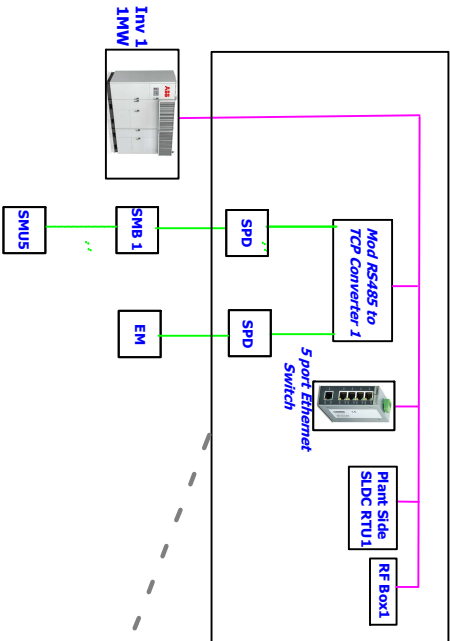 Inv 1
1MW
ABB
SMU5
SMB 1
SPD
Mod RS485 to
TCP Converter 1
EM
SPD
5 port Ethernet
Switch
Plant Side
SLDC RTU1
RF Box1